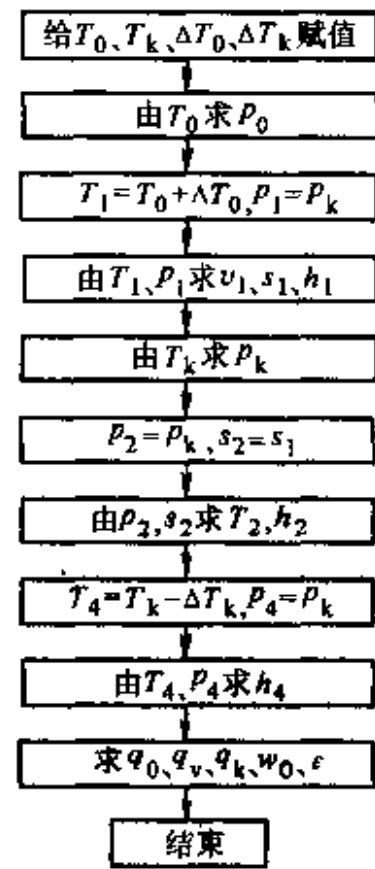 给T₀、Tₖ、ΔT₀、ΔTₖ赋值
由T₀求P₀
T₁=T₀+ΛT₀,P₁=Pₖ
由T₁、P₁求υ₁、s₁、h₁
由Tₖ求pₖ
P₂=Pₖ,s₂=s₁
由p₂,s₂求T₂,h₂
T₄=Tₖ−ΔTₖ,P₄=Pₖ
由T₄、P₄求h₄
求q₀、qᵥ、qₖ、w₀、ε
结束